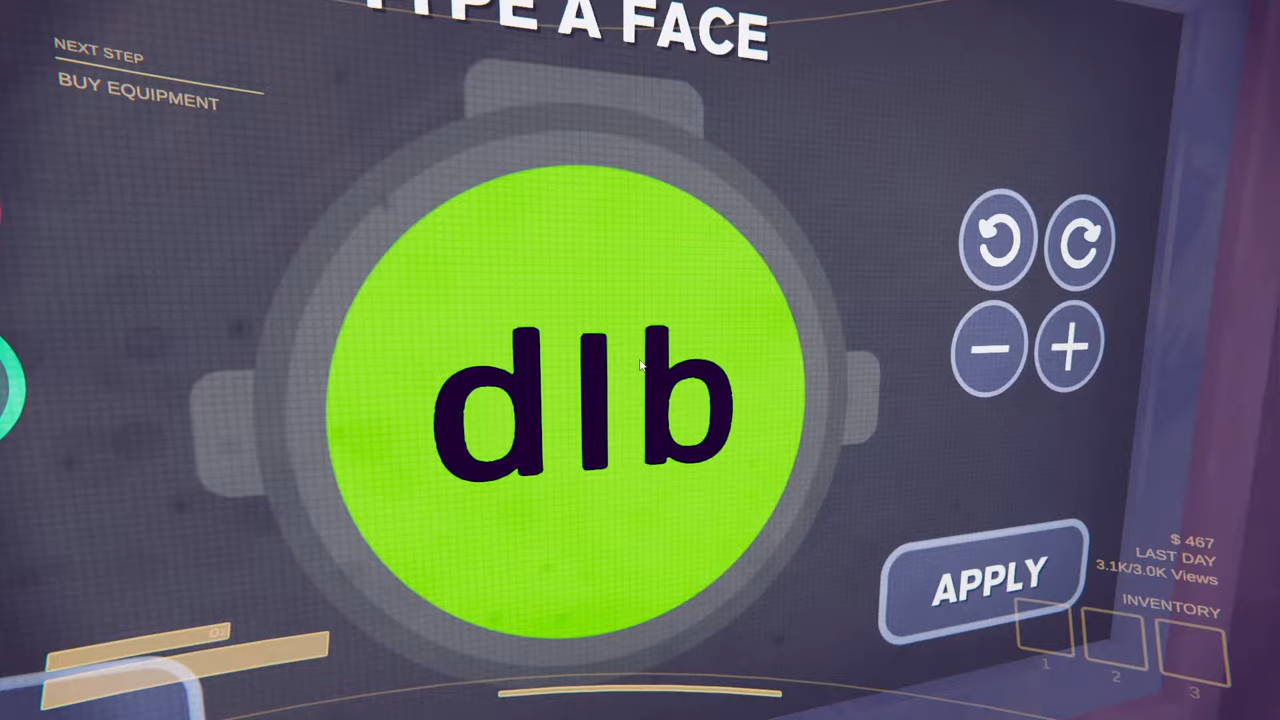 TYPE A FACE
NEXT STEP
BUY EQUIPMENT
dIb
APPLY
$ 467
LAST DAY
3.1K/3.0K Views
INVENTORY
1
2
3